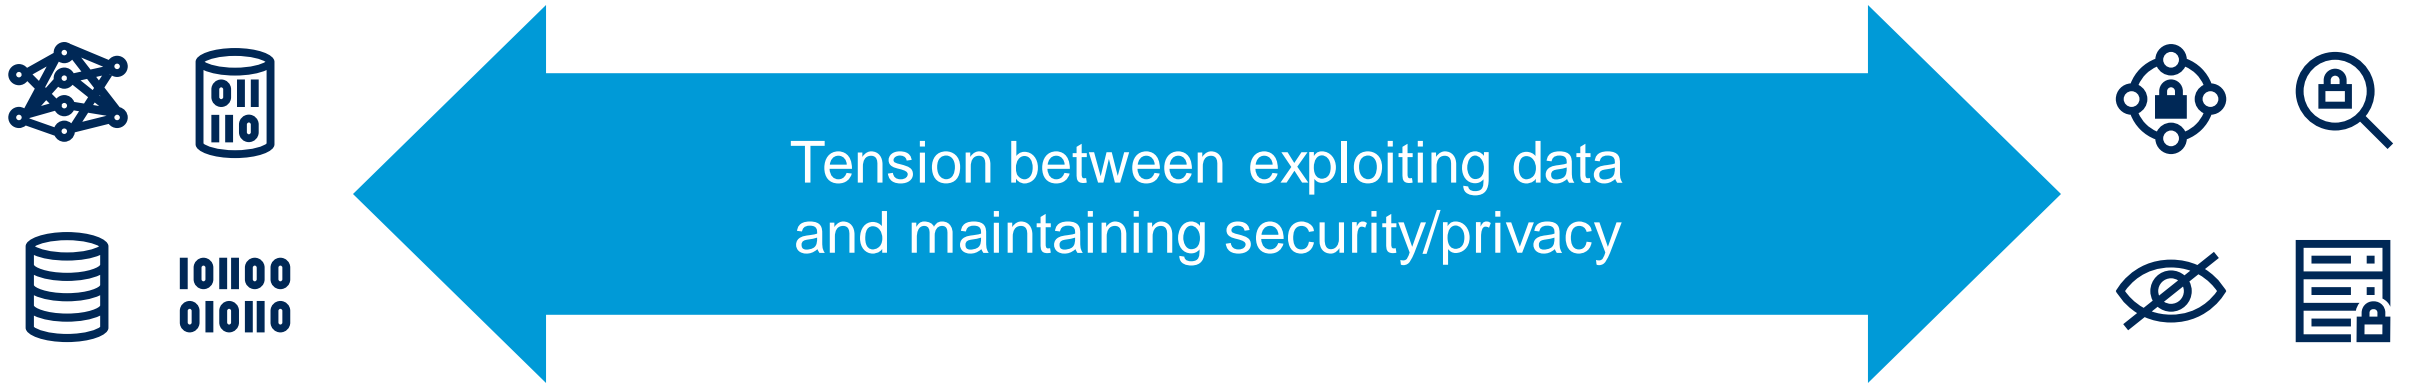 011
110
Tension between exploiting data
and maintaining security/privacy
101100
010110